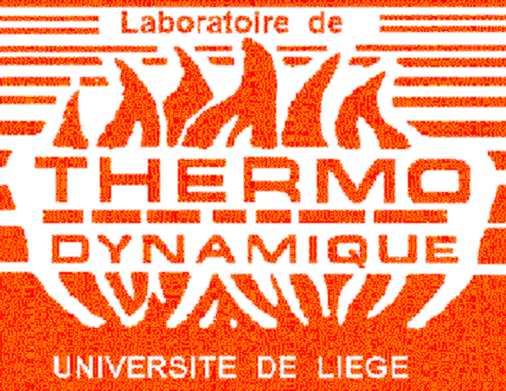 Laboratoire de
THERMO
DYNAMIQUE
UNIVERSITE DE LIEGE